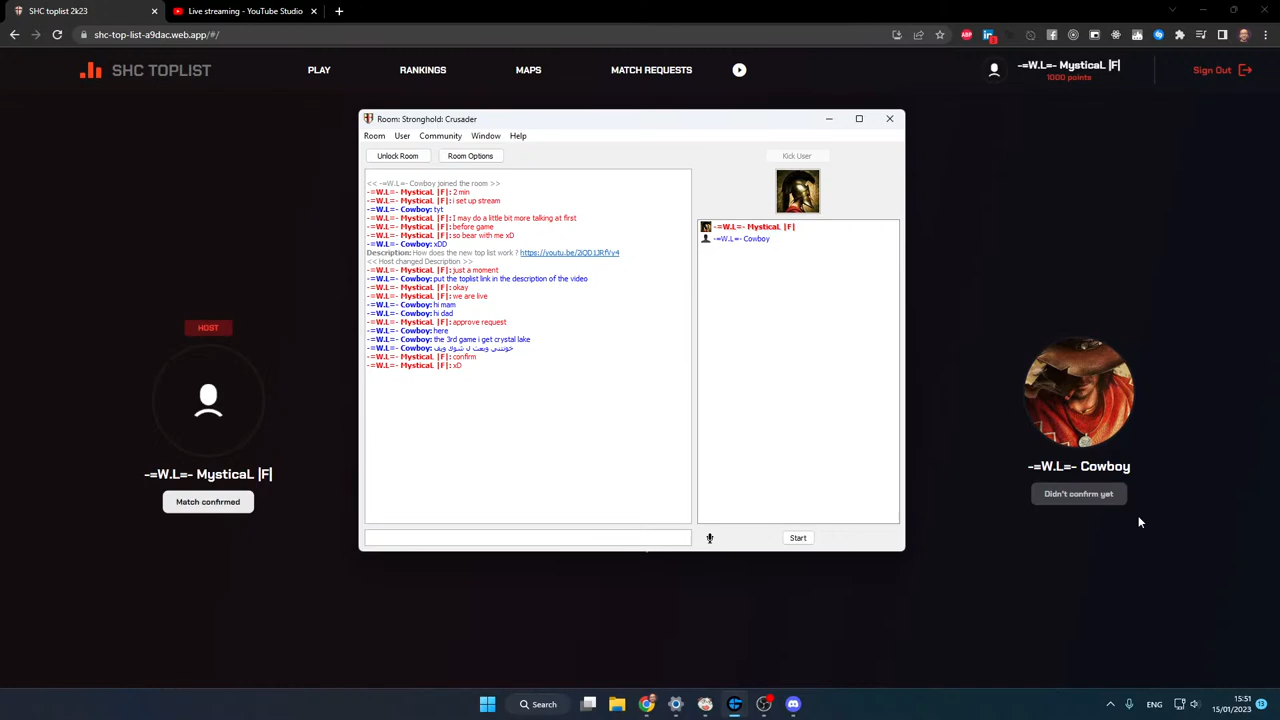 SHC toplist 2k23
Live streaming - YouTube Studio
shc-top-list-a9dac.web.app/#/
SHC TOPLIST
PLAY
RANKINGS
MAPS
MATCH REQUESTS
-=W.L=- MysticaL |F|
1000 points
Sign Out
Room: Stronghold: Crusader
Room User Community Window Help
Unlock Room
Room Options
Kick User
<< -=W.L=- Cowboy joined the room >>
-=W.L=- MysticaL |F|: 2 min
-=W.L=- MysticaL |F|: i set up stream
-=W.L=- Cowboy: tyt
-=W.L=- MysticaL |F|: I may do a little bit more talking at first
-=W.L=- MysticaL |F|: before game
-=W.L=- MysticaL |F|: so bear with me xD
-=W.L=- Cowboy: xDD
Description: How does the new top list work ?
<< Host changed Description >>
-=W.L=- MysticaL |F|: just a moment
-=W.L=- Cowboy: put the toplist link in the description of the video
-=W.L=- MysticaL |F|: okay
-=W.L=- MysticaL |F|: we are live
-=W.L=- Cowboy: hi mam
-=W.L=- Cowboy: hi dad
-=W.L=- MysticaL |F|: approve request
-=W.L=- Cowboy: here
-=W.L=- Cowboy: the 3rd game i get crystal lake
-=W.L=- Cowboy:
-=W.L=- MysticaL |F|: confirm
-=W.L=- MysticaL |F|: xD
-=W.L=- MysticaL |F|
-=W.L=- Cowboy
Start
HOST
-=W.L=- MysticaL |F|
Match confirmed
-=W.L=- Cowboy
Didn't confirm yet
Search
ENG
15:51
15/01/2023
13